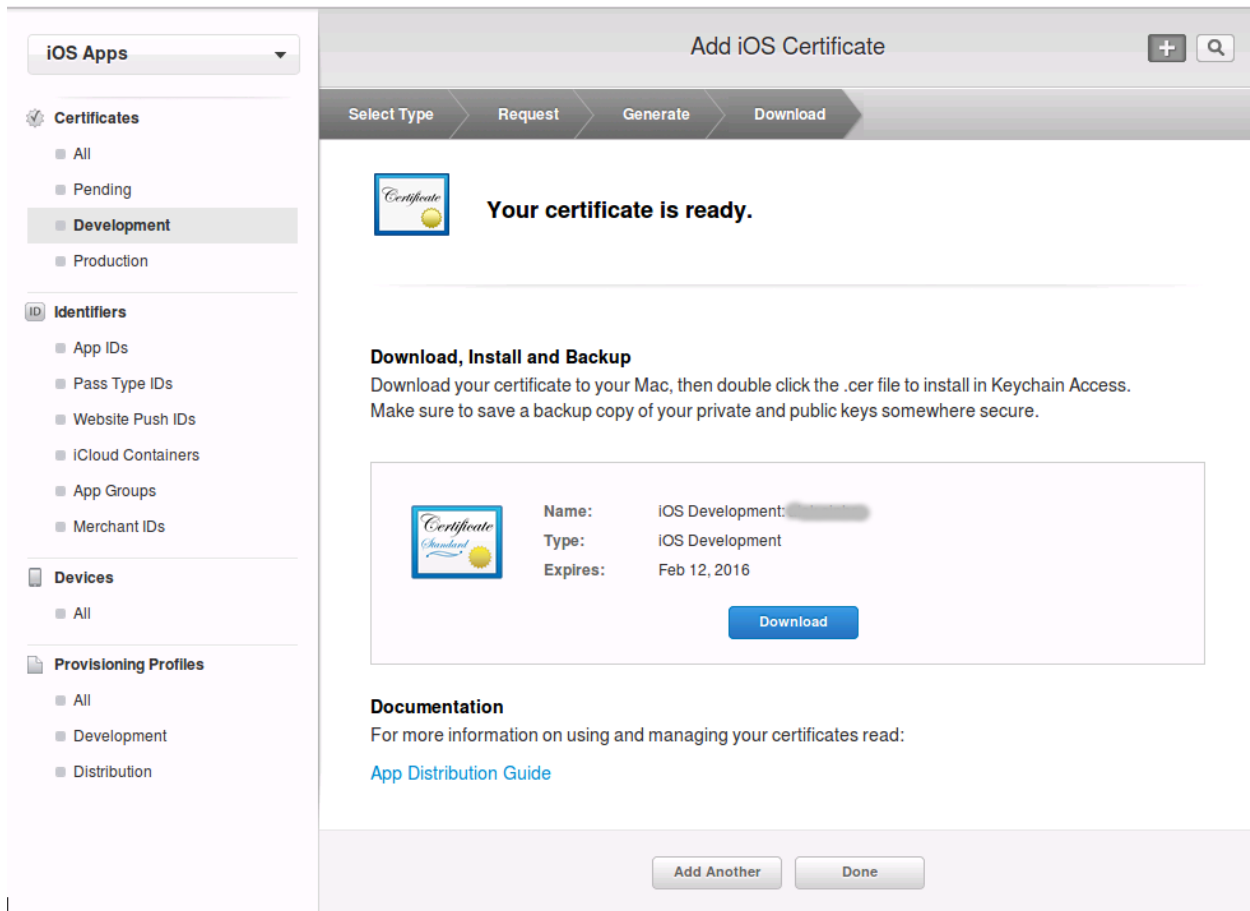 iOS Apps
Certificates
All
Pending
Development
Production
ID Identifiers
App IDs
Pass Type IDs
Website Push IDs
iCloud Containers
App Groups
Merchant IDs
Devices
All
Provisioning Profiles
All
Development
Distribution
Add iOS Certificate
Select Type Request Generate Download
Certificate
Your certificate is ready.
Download, Install and Backup
Download your certificate to your Mac, then double click the .cer file to install in Keychain Access.
Make sure to save a backup copy of your private and public keys somewhere secure.
Certificate
Standard
Name: iOS Development:
Type: iOS Development
Expires: Feb 12, 2016
Download
Documentation
For more information on using and managing your certificates read:
App Distribution Guide
Add Another Done